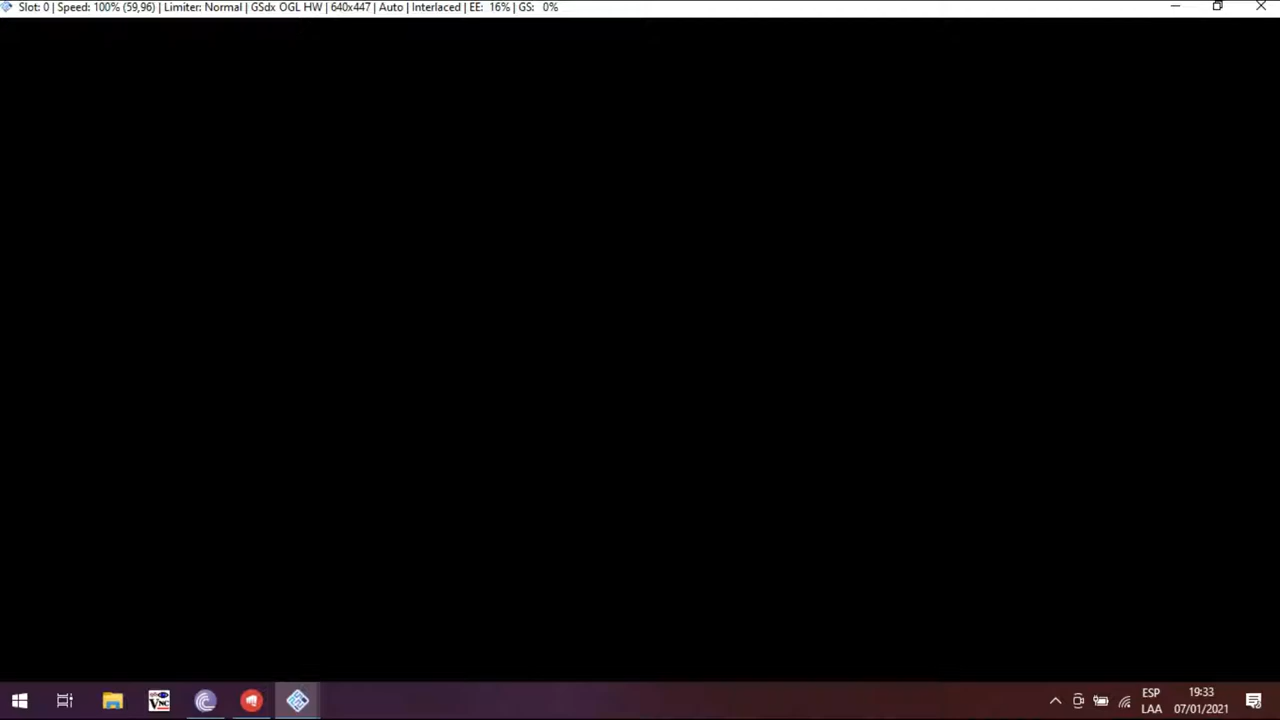 Slot: 0 | Speed: 100% (59,96) | Limiter: Normal | GSdx OGL HW | 640x447 | Auto | Interlaced | EE: 16% | GS: 0%
VNC
ESP
LAA
19:33
07/01/2021